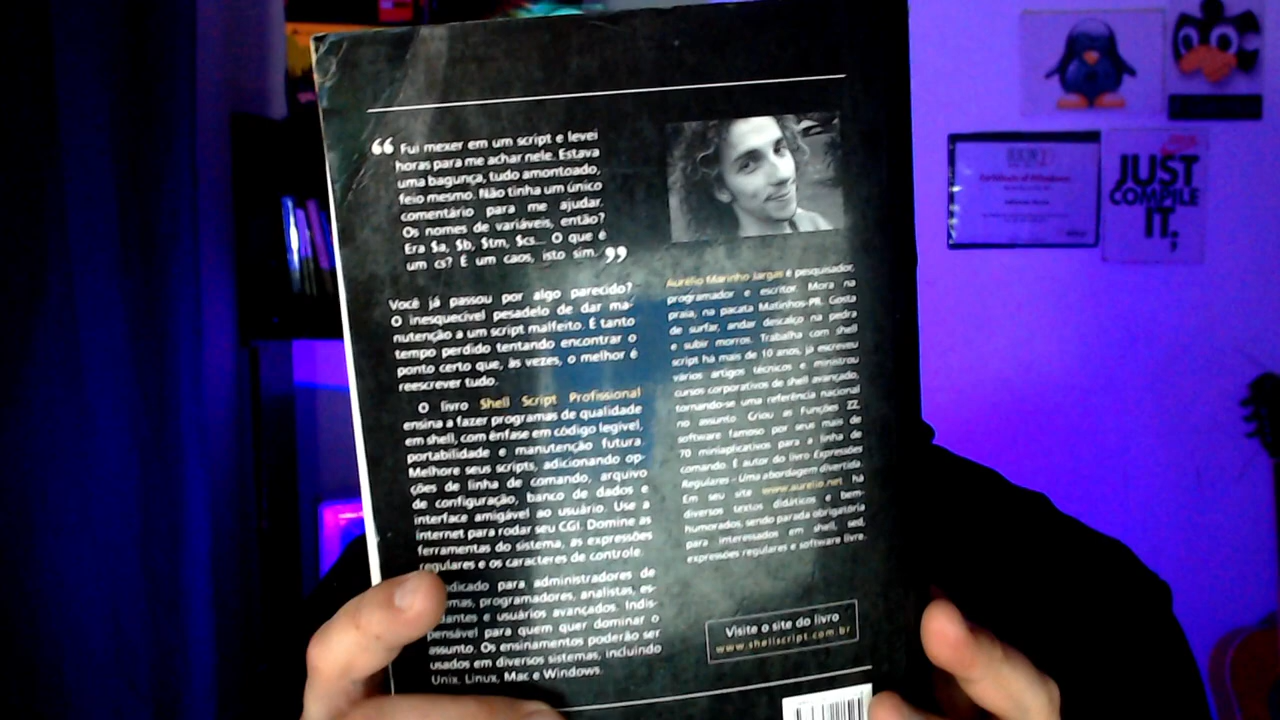 “ Fui mexer em um script e levei
horas para me achar nele. Estava
uma bagunça, tudo amontoado,
feio mesmo. Não tinha um único
comentário para me ajudar.
Os nomes de variáveis, então?
Era $a, $b, $tm, $cs... O que é
um cs? É um caos, isto sim. ”
Você já passou por algo parecido?
O inesquecível pesadelo de dar ma-
nutenção a um script malfeito. É tanto
tempo perdido tentando encontrar o
ponto certo que, às vezes, o melhor é
reescrever tudo.
O livro Shell Script Profissional
ensina a fazer programas de qualidade
em shell, com ênfase em código legível,
portabilidade e manutenção futura.
Melhore seus scripts, adicionando op-
ções de linha de comando, arquivo
de configuração, banco de dados e
interface amigável ao usuário. Use a
internet para rodar seu CGI. Domine as
ferramentas do sistema, as expressões
regulares e os caracteres de controle.
ndicado para administradores de
mas, programadores, analistas, es-
dantes e usuários avançados. Indis-
pensável para quem quer dominar o
assunto. Os ensinamentos poderão ser
usados em diversos sistemas, incluindo
Unix, Linux, Mac e Windows.
Aurélio Marinho Jargas é pesquisador,
programador e escritor. Mora na
praia, na pacata Matinhos-PR. Gosta
de surfar, andar descalço na pedra
e subir morros. Trabalha com shell
script há mais de 10 anos, já escreveu
vários artigos técnicos e ministrou
cursos corporativos de shell avançado,
tornando-se uma referência nacional
no assunto. Criou as Funções ZZ,
software famoso por seus mais de
70 miniaplicativos para a linha de
comando. É autor do livro Expressões
Regulares - Uma abordagem divertida.
Em seu site www.aurelio.net há
diversos textos didáticos e bem-
humorados, sendo parada obrigatória
para interessados em shell, sed,
expressões regulares e software livre.
Visite o site do livro
www.shellscript.com.br
JUST
COMPILE
IT.;